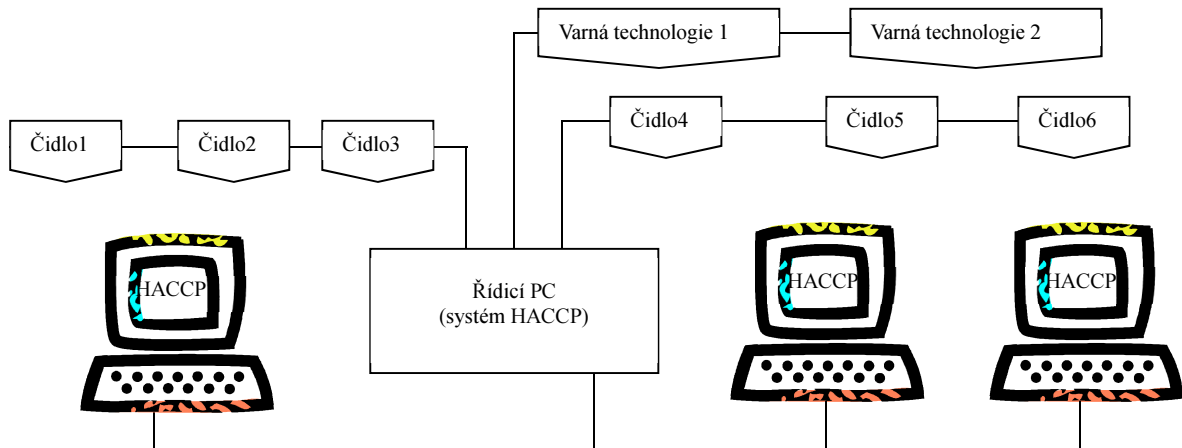 Varná technologie 1
Varná technologie 2
Čidlo4
Čidlo5
Čidlo6
Čidlo1
Čidlo2
Čidlo3
HACCP
Řídicí PC
(systém HACCP)
HACCP
HACCP